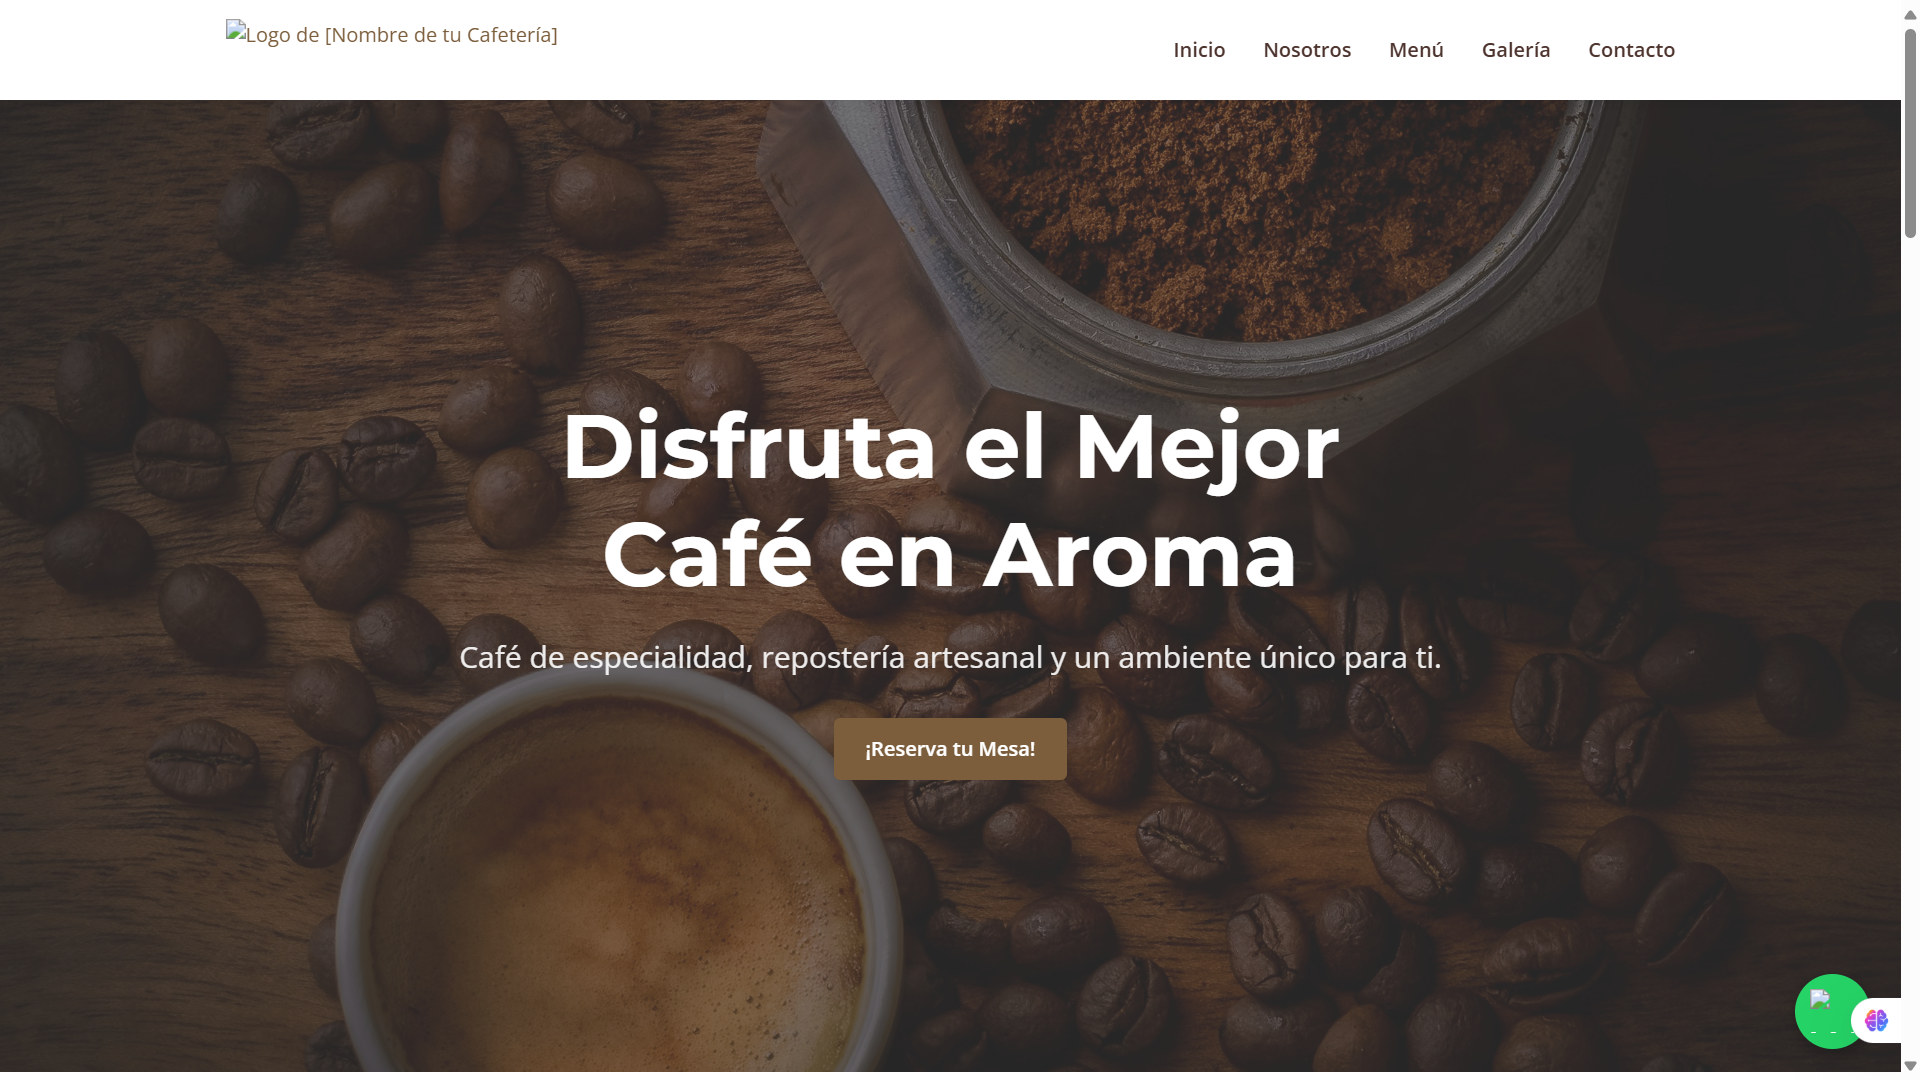 Logo de [Nombre de tu Cafetería]
Inicio
Nosotros
Menú
Galería
Contacto
Disfruta el Mejor
Café en Aroma
Café de especialidad, repostería artesanal y un ambiente único para ti.
¡Reserva tu Mesa!